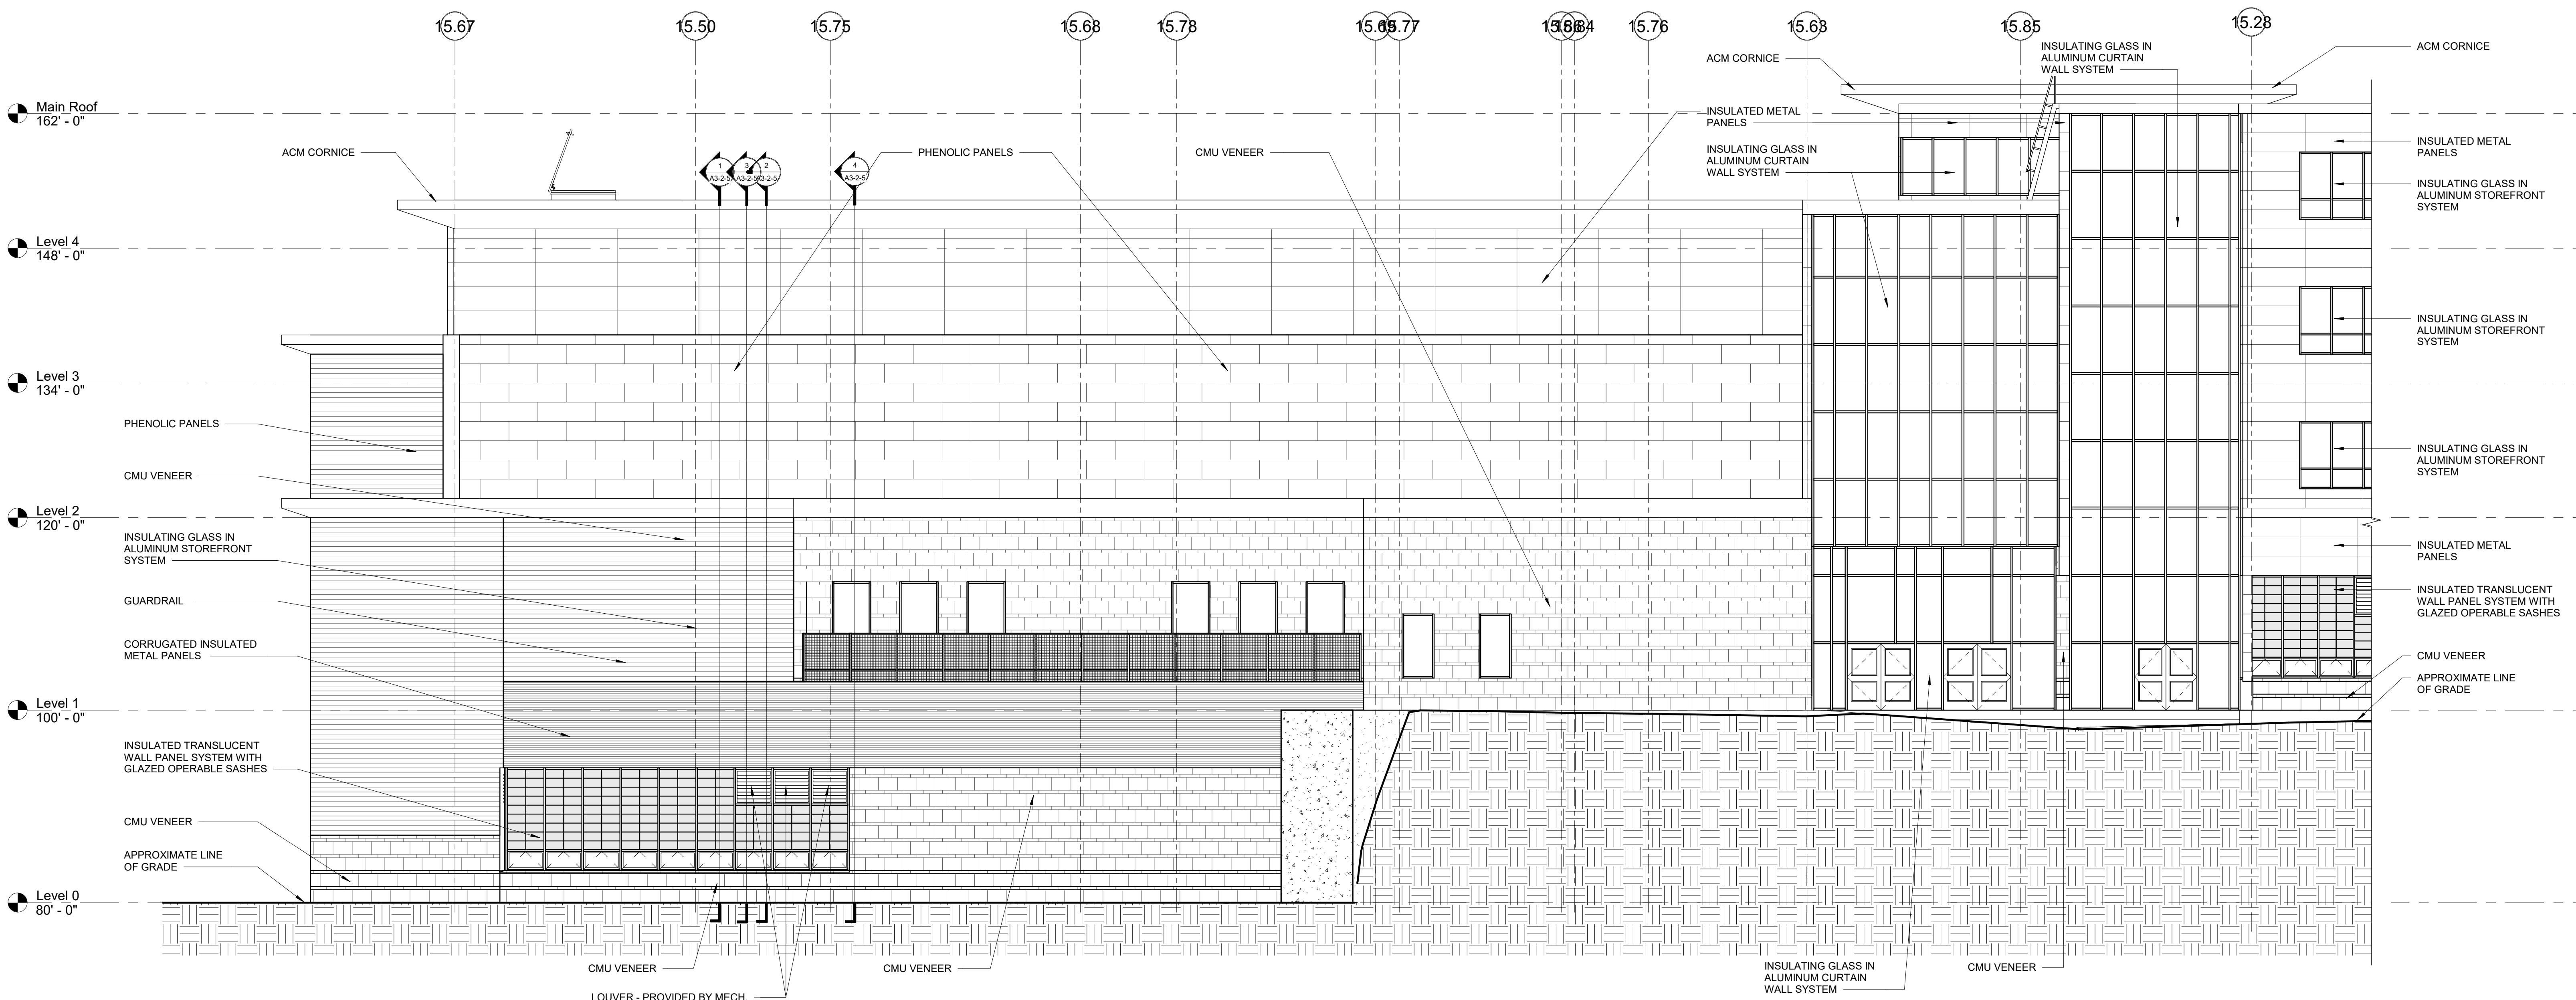 15.67
15.50
15.75
15.68
15.78
15.77
15.76
15.63
15.85
15.28
INSULATING GLASS IN
ALUMINUM CURTAIN
WALL SYSTEM
ACM CORNICE
ACM CORNICE
Main Roof
162' - 0"
INSULATED METAL
PANELS
INSULATED METAL
PANELS
ACM CORNICE
PHENOLIC PANELS
CMU VENEER
INSULATING GLASS IN
ALUMINUM CURTAIN
WALL SYSTEM
1
3
2
4
A3-2-5
INSULATING GLASS IN
ALUMINUM STOREFRONT
SYSTEM
Level 4
148' - 0"
INSULATING GLASS IN
ALUMINUM STOREFRONT
SYSTEM
Level 3
134' - 0"
PHENOLIC PANELS
INSULATING GLASS IN
ALUMINUM STOREFRONT
SYSTEM
CMU VENEER
Level 2
120' - 0"
INSULATING GLASS IN
ALUMINUM STOREFRONT
SYSTEM
INSULATED METAL
PANELS
GUARDRAIL
INSULATED TRANSLUCENT
WALL PANEL SYSTEM WITH
GLAZED OPERABLE SASHES
CORRUGATED INSULATED
METAL PANELS
CMU VENEER
APPROXIMATE LINE
OF GRADE
Level 1
100' - 0"
INSULATED TRANSLUCENT
WALL PANEL SYSTEM WITH
GLAZED OPERABLE SASHES
CMU VENEER
APPROXIMATE LINE
OF GRADE
Level 0
80' - 0"
CMU VENEER
CMU VENEER
INSULATING GLASS IN
ALUMINUM CURTAIN
WALL SYSTEM
CMU VENEER
LOUVER - PROVIDED BY MECH.